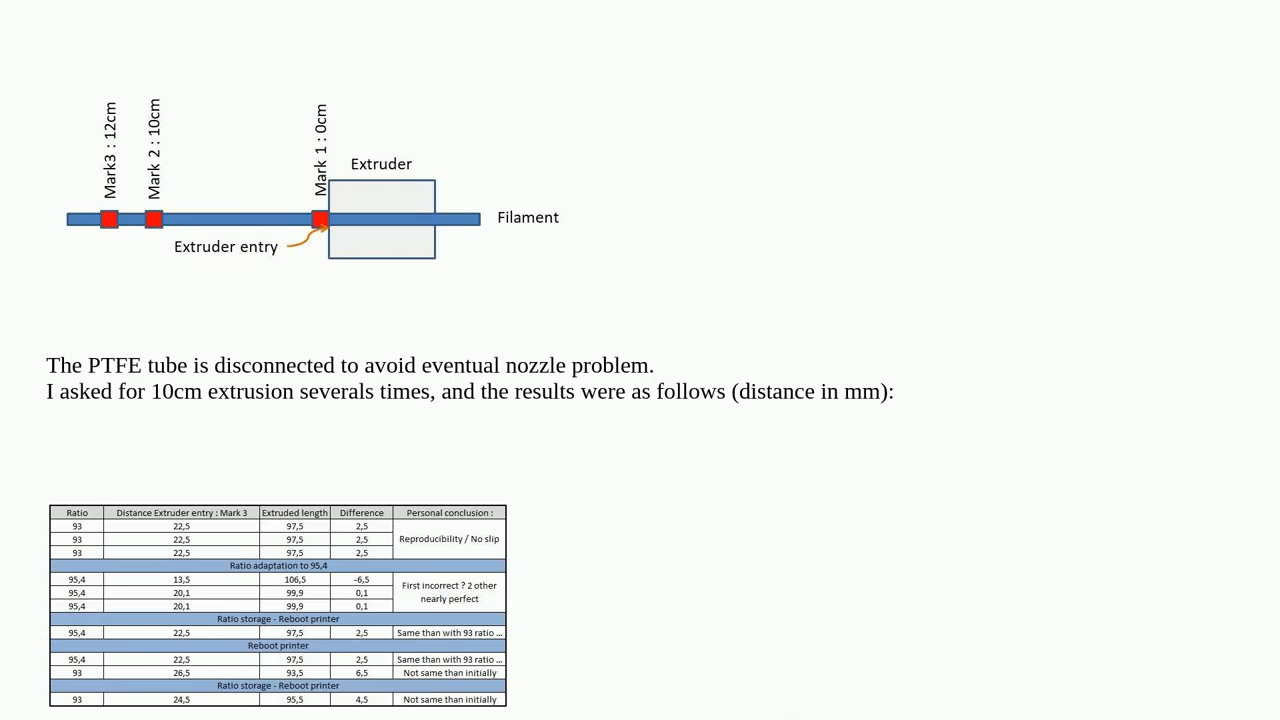 Mark3 : 12cm
Mark 2 : 10cm
Mark 1 : 0cm
Extruder
Filament
Extruder entry
The PTFE tube is disconnected to avoid eventual nozzle problem.
I asked for 10cm extrusion severals times, and the results were as follows (distance in mm):
Ratio Distance Extruder entry : Mark 3 Extruded length Difference Personal conclusion :
93 22,5 97,5 2,5
93 22,5 97,5 2,5 Reproducibility / No slip
93 22,5 97,5 2,5
Ratio adaptation to 95,4
95,4 13,5 106,5 -6,5 First incorrect ? 2 other
95,4 20,1 99,9 0,1 nearly perfect
95,4 20,1 99,9 0,1
Ratio storage - Reboot printer
95,4 22,5 97,5 2,5 Same than with 93 ratio ...
Reboot printer
95,4 22,5 97,5 2,5 Same than with 93 ratio ...
93 26,5 93,5 6,5 Not same than initially
Ratio storage - Reboot printer
93 24,5 95,5 4,5 Not same than initially